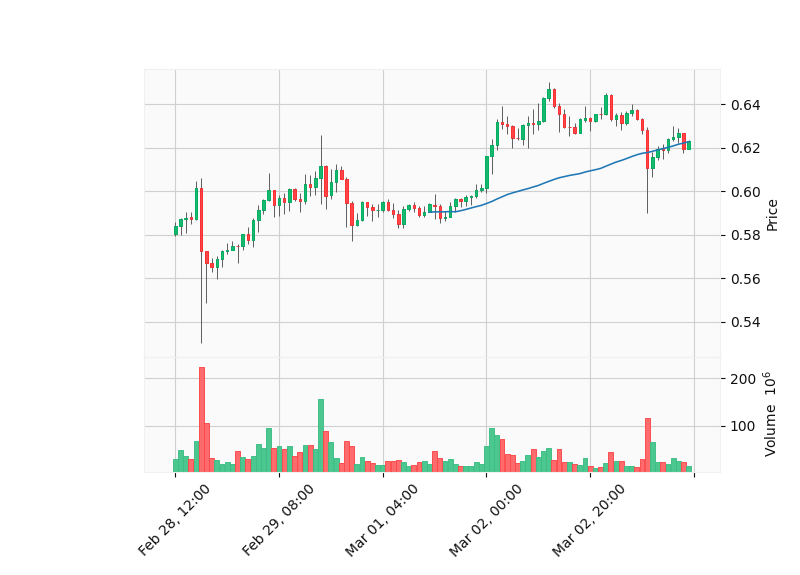 0.64
0.62
0.60
0.58
0.56
0.54
Price
200
100
Volume 10^6
Feb 28, 12:00
Feb 29, 08:00
Mar 01, 04:00
Mar 02, 00:00
Mar 02, 20:00